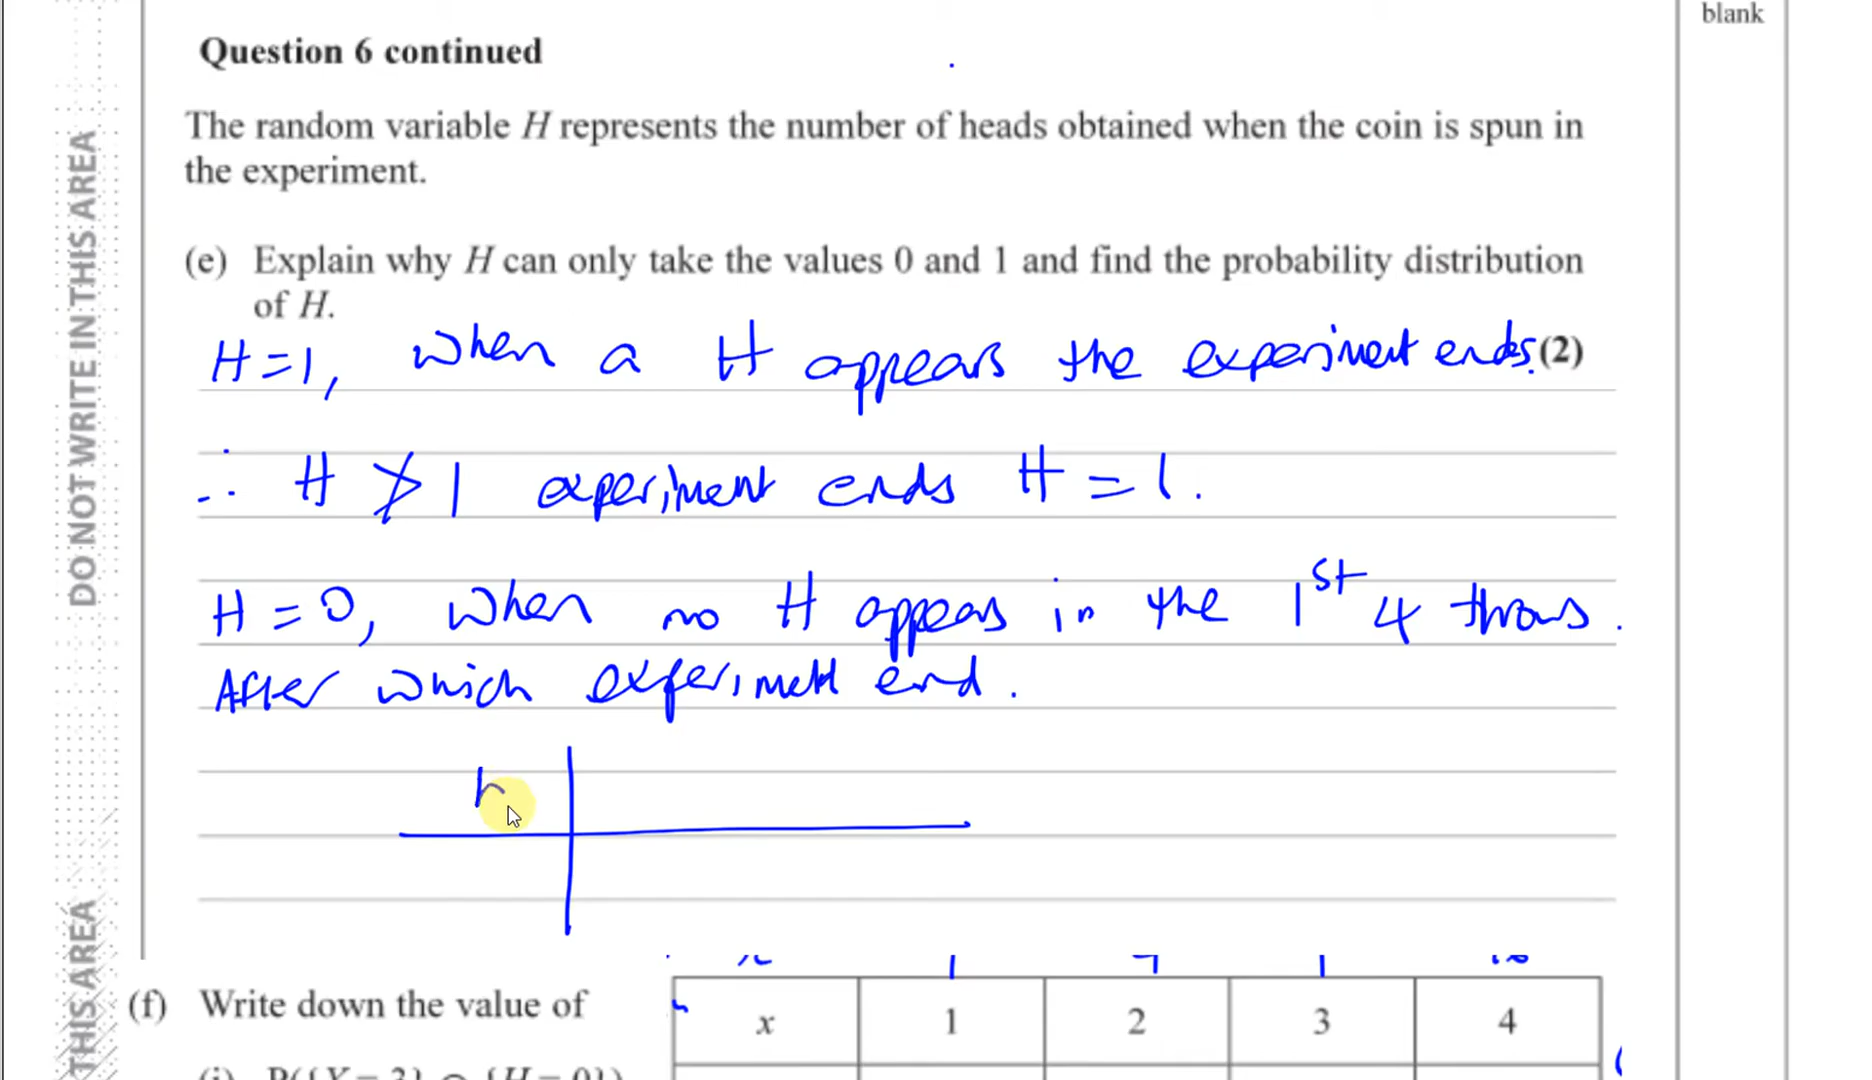 blank
Question 6 continued
The random variable H represents the number of heads obtained when the coin is spun in
the experiment.
(e) Explain why H can only take the values 0 and 1 and find the probability distribution
of H.
(2)
H = 1, when a H appears the experiment ends.
∴ H ≯ 1 experiment ends H = 1.
H = 0, when no H appears in the 1st 4 throws.
After which experiment end.
h
(f) Write down the value of
x 1 2 3 4
DO NOT WRITE IN THIS AREA
THIS AREA